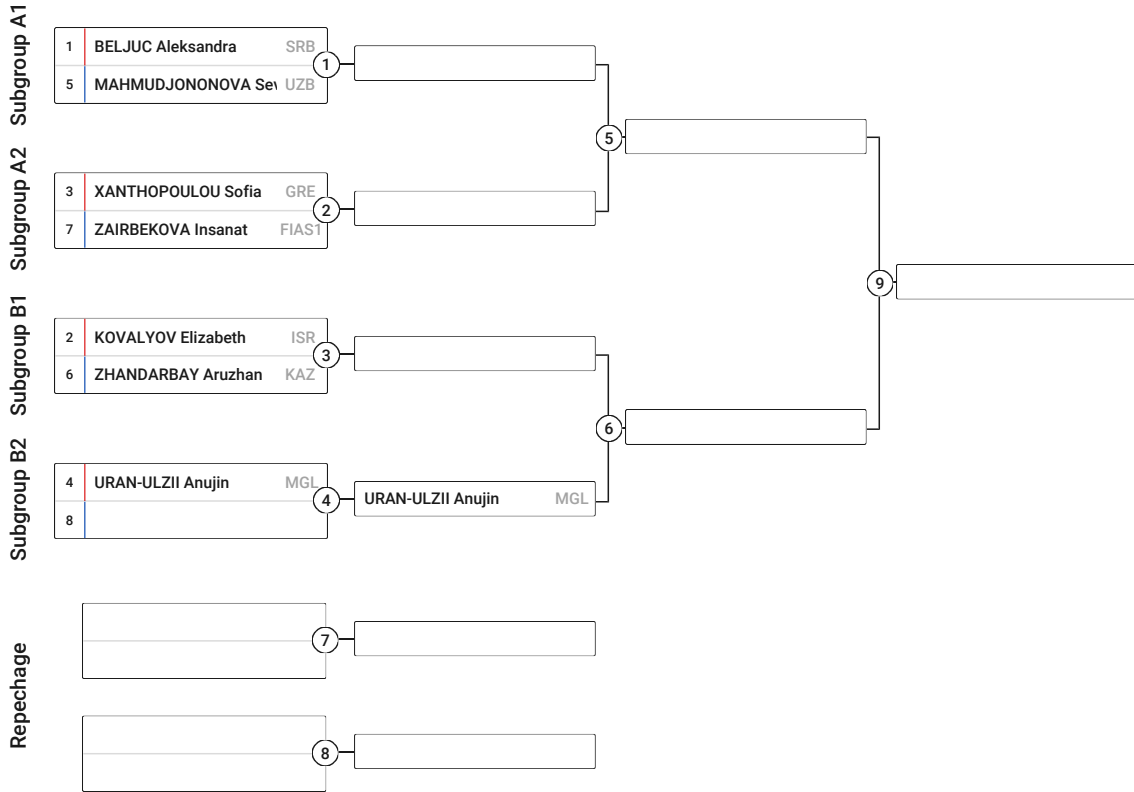 Subgroup A1
1 BELJUC Aleksandra SRB
5 MAHMUDJONONOVA Sev UZB
1
Subgroup A2
3 XANTHOPOULOU Sofia GRE
7 ZAIRBEKOVA Insanat FIAS1
2
5
Subgroup B1
2 KOVALYOV Elizabeth ISR
6 ZHANDARBAY Aruzhan KAZ
3
Subgroup B2
4 URAN-ULZII Anujin MGL
8
4
URAN-ULZII Anujin MGL
6
9
Repechage
7
8